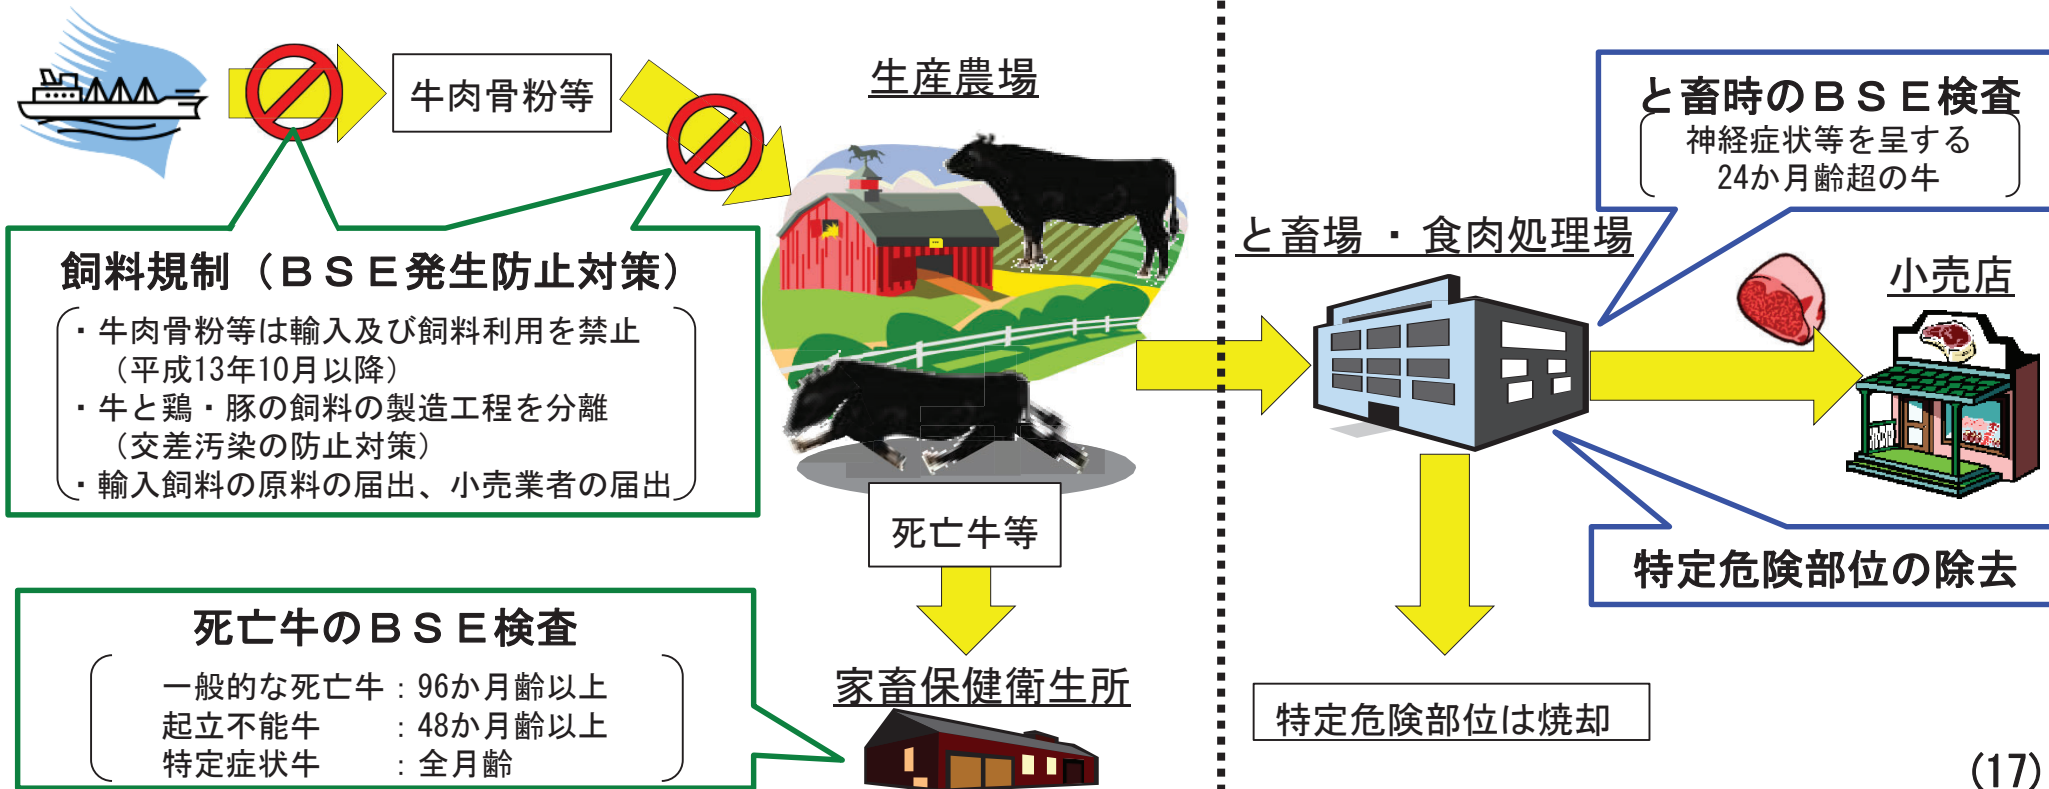 牛肉骨粉等
生産農場
飼料規制（ＢＳＥ発生防止対策）
・牛肉骨粉等は輸入及び飼料利用を禁止
（平成13年10月以降）
・牛と鶏・豚の飼料の製造工程を分離
（交差汚染の防止対策）
・輸入飼料の原料の届出、小売業者の届出
死亡牛等
死亡牛のＢＳＥ検査
一般的な死亡牛：96か月齢以上
起立不能牛　　：48か月齢以上
特定症状牛　　：全月齢
家畜保健衛生所
と畜時のＢＳＥ検査
神経症状等を呈する
24か月齢超の牛
と畜場 ・ 食肉処理場
小売店
特定危険部位の除去
特定危険部位は焼却
(17)